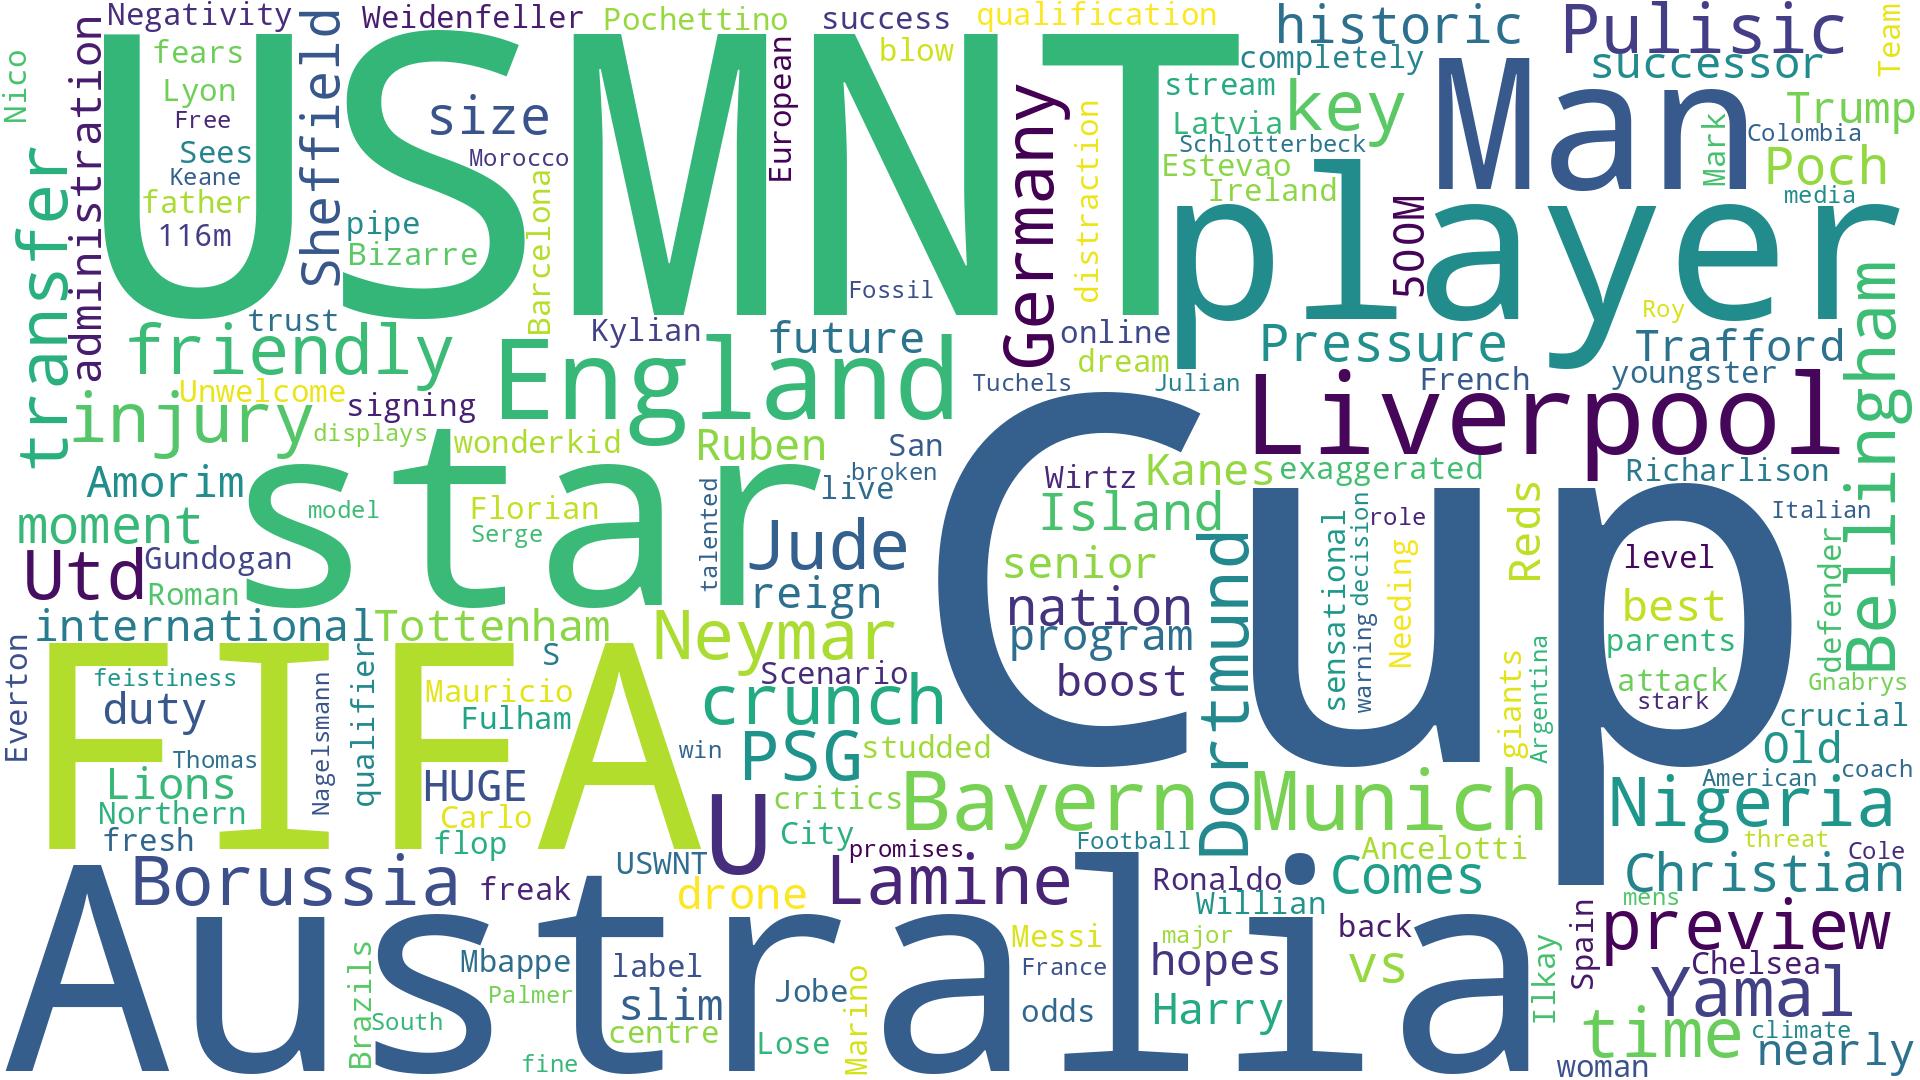 Negativity
Weidenfeller
Pochettino
success
qualification
historic
Pulisic
Team
fears
blow
completely
successor
Nico
administration
USMNT
Sheffield
European
Lyon
size
stream
key
Man
Trump
Free
Germany
distraction
Latvia
Mark
Colombia
Sees
Morocco
Schlotterbeck
Poch
Keane
Estevao
father
Barcelona
Ireland
media
116m
pipe
player
500M
transfer
Bizarre
Fossil
Roy
trust
Kylian
future
online
Pressure
Trafford
Bellingham
friendly
England
dream
Unwelcome
Tuchels
Julian
French
youngster
injury
signing
Liverpool
displays
wonderkid
Ruben
San
Amorim
star
broken
Wirtz
Kanes
exaggerated
Richarlison
talented
live
moment
model
Florian
Island
Reds
Italian
Serge
Jude
Cup
sensational
decision
role
Utd
Gundogan
senior
Dortmund
Needing
level
defender
Roman
reign
nation
best
international
Tottenham
Neymar
program
warning
parents
Everton
FIFA
S
Scenario
boost
giants
Argentina
attack
Gnabrys
feistiness
Nagelsmann
qualifier
Mauricio
crunch
stark
duty
Fulham
crucial
Thomas
win
PSG
studded
Old
Lions
HUGE
American
coach
Northern
Carlo
U
critics
Bayern
Munich
Nigeria
fresh
flop
City
Football
threat
Borussia
USWNT
promises
Ancelotti
Cole
freak
drone
Lamine
Ronaldo
Comes
Christian
Australia
Willian
mens
Brazils
Mbappe
label
Messi
major
back
Spain
preview
Palmer
Jobe
Marino
France
hopes
vs
Ilkay
Chelsea
South
slim
odds
Harry
Yamal
centre
Lose
time
climate
fine
woman
nearly